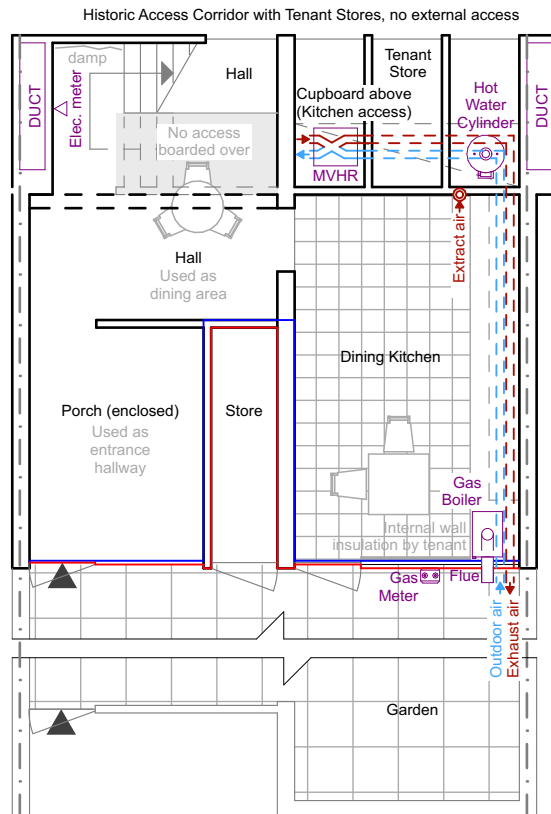 Historic Access Corridor with Tenant Stores, no external access
damp
DUCT
Elec. meter
Hall
Tenant
Store
Cupboard above
(Kitchen access)
Hot
Water
Cylinder
DUCT
No access
boarded over
MVHR
Extract air
Hall
Used as
dining area
Dining Kitchen
Porch (enclosed)
Used as
entrance
hallway
Store
Gas
Boiler
Internal wall
insulation by tenant
Gas
Meter
Flue
Outdoor air
Exhaust air
Garden